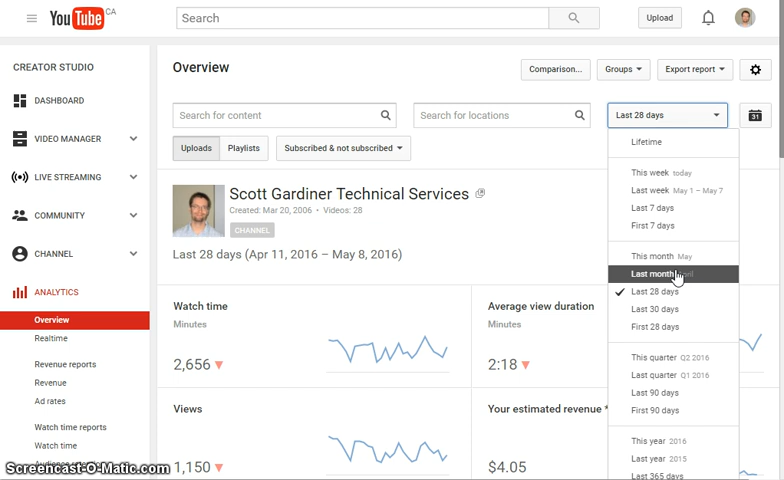 YouTube CA
Search
Upload
CREATOR STUDIO
DASHBOARD
VIDEO MANAGER
LIVE STREAMING
COMMUNITY
CHANNEL
ANALYTICS
Overview
Realtime
Revenue reports
Revenue
Ad rates
Watch time reports
Watch time
Screencast-O-Matic.com
Overview
Comparison...
Groups
Export report
Search for content
Search for locations
Last 28 days
31
Uploads
Playlists
Subscribed & not subscribed
Scott Gardiner Technical Services
Created: Mar 20, 2006 • Videos: 28
CHANNEL
Last 28 days (Apr 11, 2016 – May 8, 2016)
Watch time
Minutes
2,656
Average view duration
Minutes
2:18
Views
1,150
Your estimated revenue *
$4.05
Lifetime
This week today
Last week May 1 – May 7
Last 7 days
First 7 days
This month May
Last month
Last 28 days
Last 30 days
First 28 days
This quarter Q2 2016
Last quarter Q1 2016
Last 90 days
First 90 days
This year 2016
Last year 2015
Last 365 days